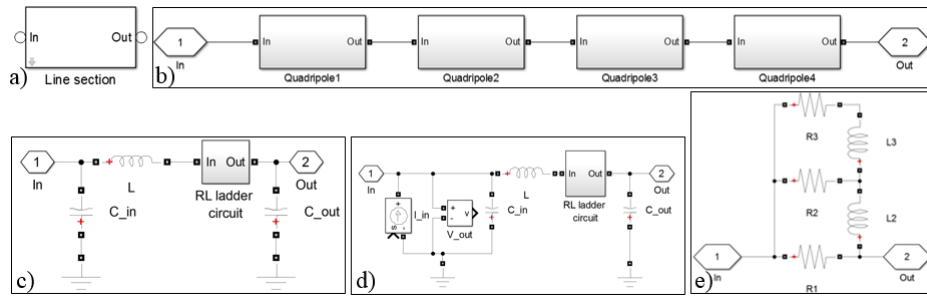 a)
In
Out
Line section
b)
1
In
In
Out
Quadripole1
In
Out
Quadripole2
In
Out
Quadripole3
In
Out
Quadripole4
2
Out
c)
1
In
L
In Out
RL ladder
circuit
2
Out
C_in
C_out
d)
1
In
I_in
s
+
-
+
-
v
V_out
L
C_in
RL ladder
circuit
In Out
C_out
2
Out
e)
R3
L3
R2
L2
1
In
R1
2
Out